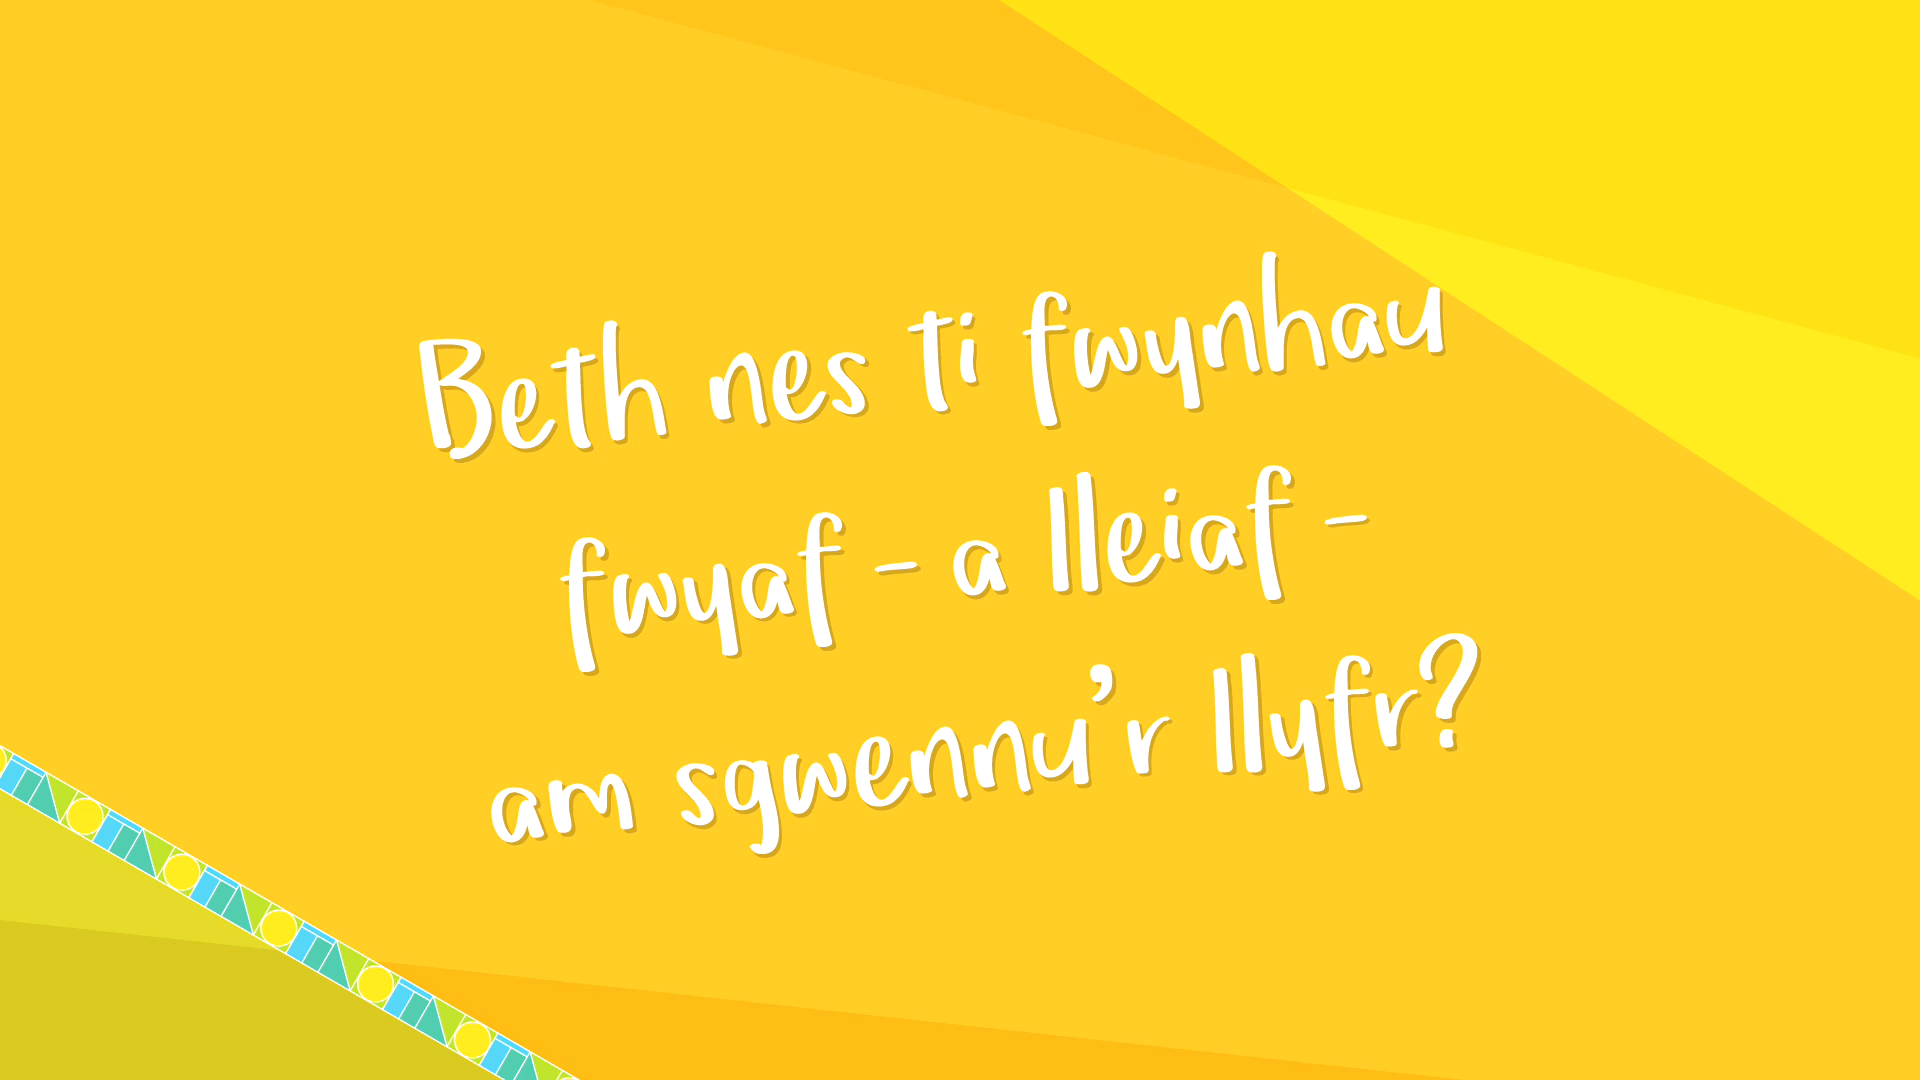 Beth nes ti fwynhau
fwyaf - a lleiaf -
am sgwennu'r llyfr?